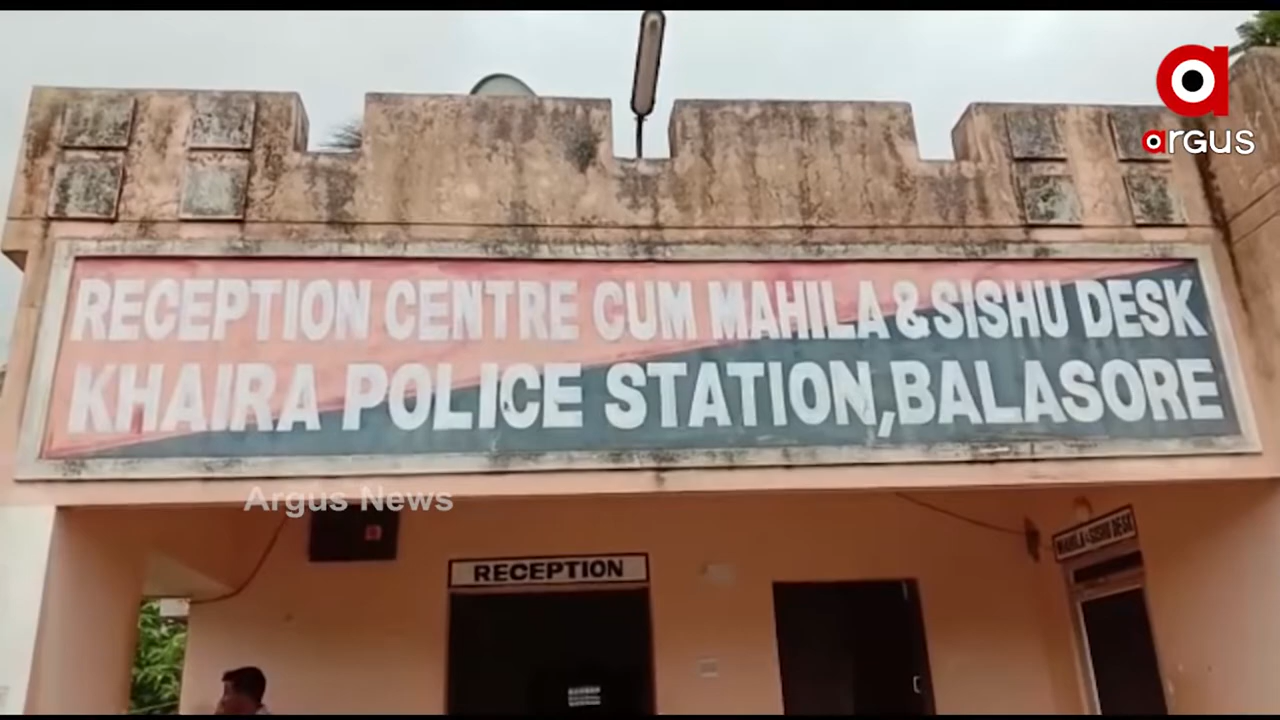 argus
RECEPTION CENTRE CUM MAHILA & SISHU DESK
KHAIRA POLICE STATION, BALASORE
Argus News
RECEPTION
MAHILA & SISHU DESK